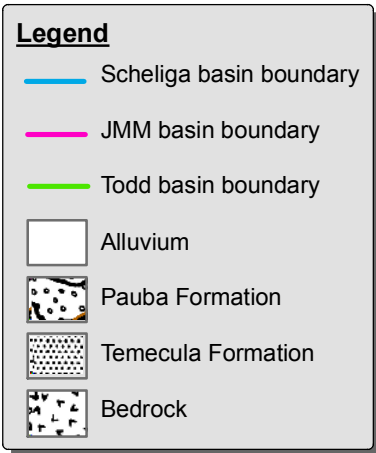 Legend
Scheliga basin boundary
JMM basin boundary
Todd basin boundary
Alluvium
Pauba Formation
Temecula Formation
Bedrock